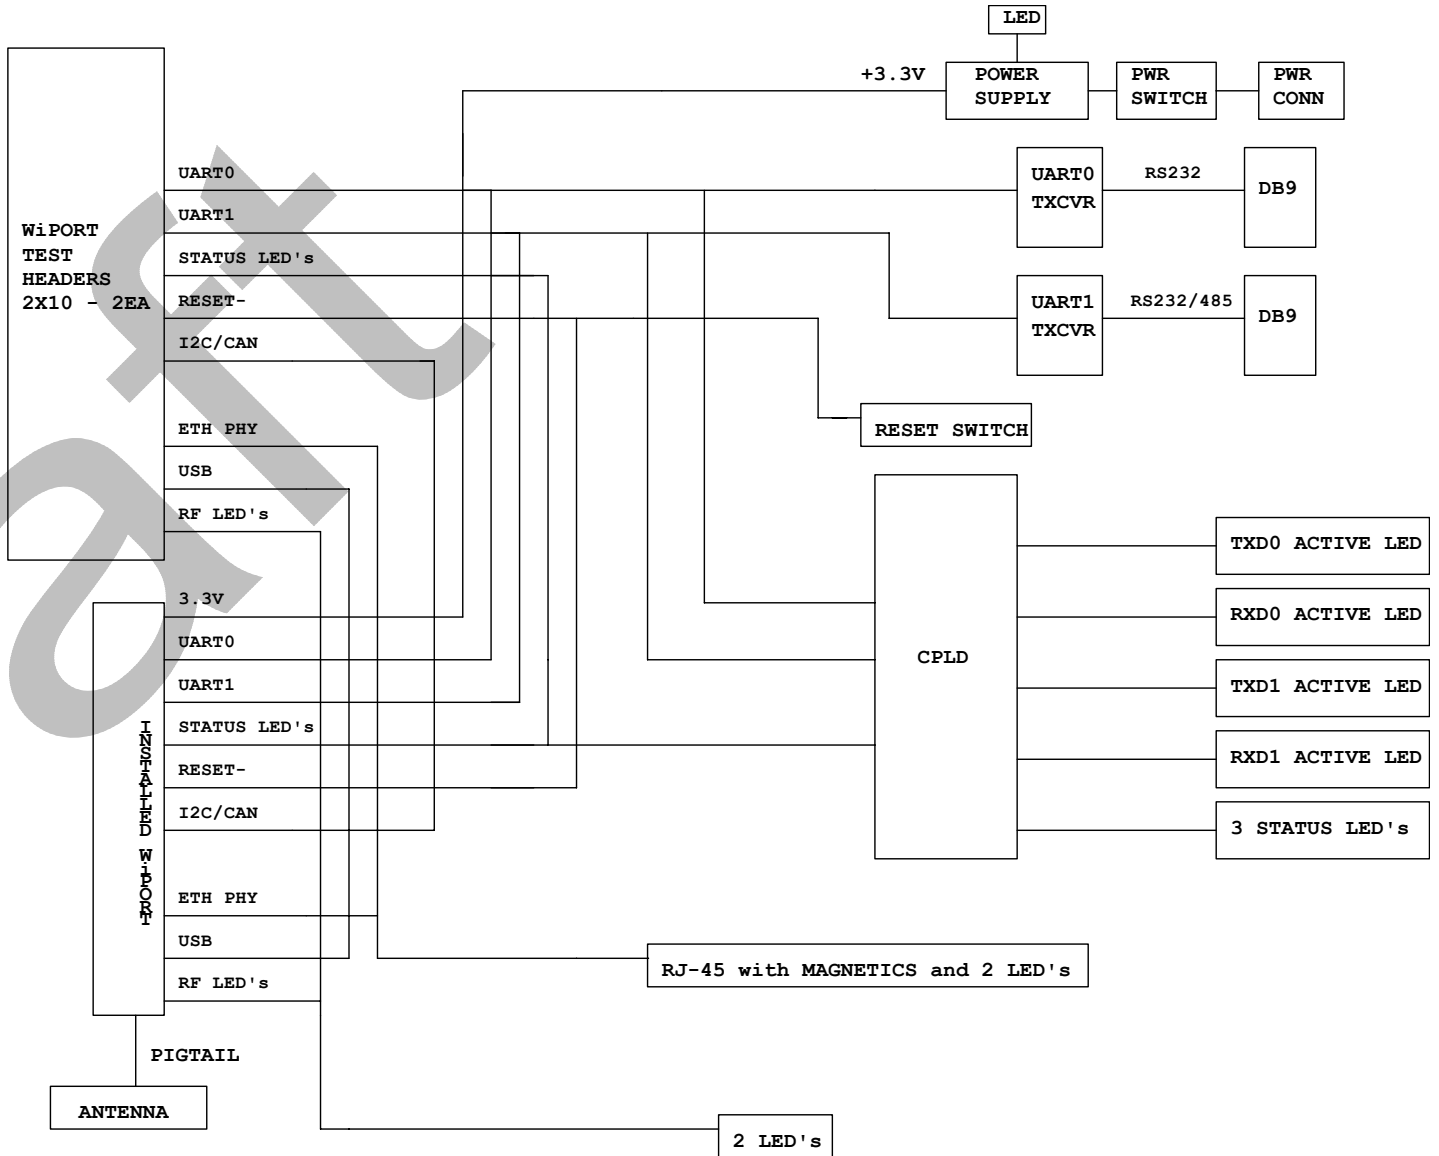 LED
+3.3V
POWER
SUPPLY
PWR
SWITCH
PWR
CONN
WiPORT
TEST
HEADERS
2X10 - 2EA
UART0
UART1
STATUS LED's
RESET-
I2C/CAN
ETH PHY
USB
RF LED's
UART0
TXCVR
RS232
DB9
UART1
TXCVR
RS232/485
DB9
RESET SWITCH
CPLD
TXD0 ACTIVE LED
RXD0 ACTIVE LED
TXD1 ACTIVE LED
RXD1 ACTIVE LED
3 STATUS LED's
INSTALLED WiPORT
3.3V
UART0
UART1
STATUS LED's
RESET-
I2C/CAN
ETH PHY
USB
RF LED's
RJ-45 with MAGNETICS and 2 LED's
PIGTAIL
ANTENNA
2 LED's
aft